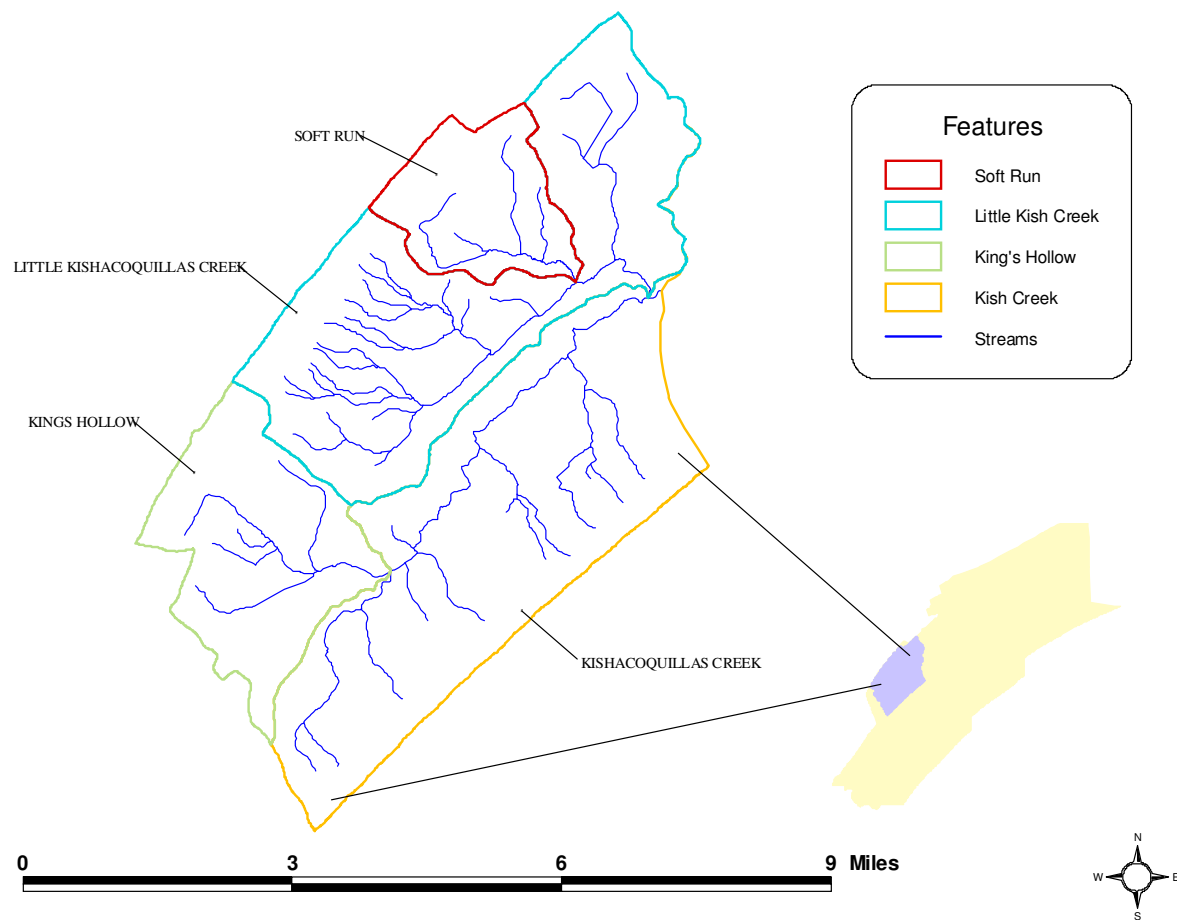 SOFT RUN
LITTLE KISHACOQUILLAS CREEK
KINGS HOLLOW
KISHACOQUILLAS CREEK
Features
Soft Run
Little Kish Creek
King's Hollow
Kish Creek
Streams
0 3 6 9 Miles
N
W E
S